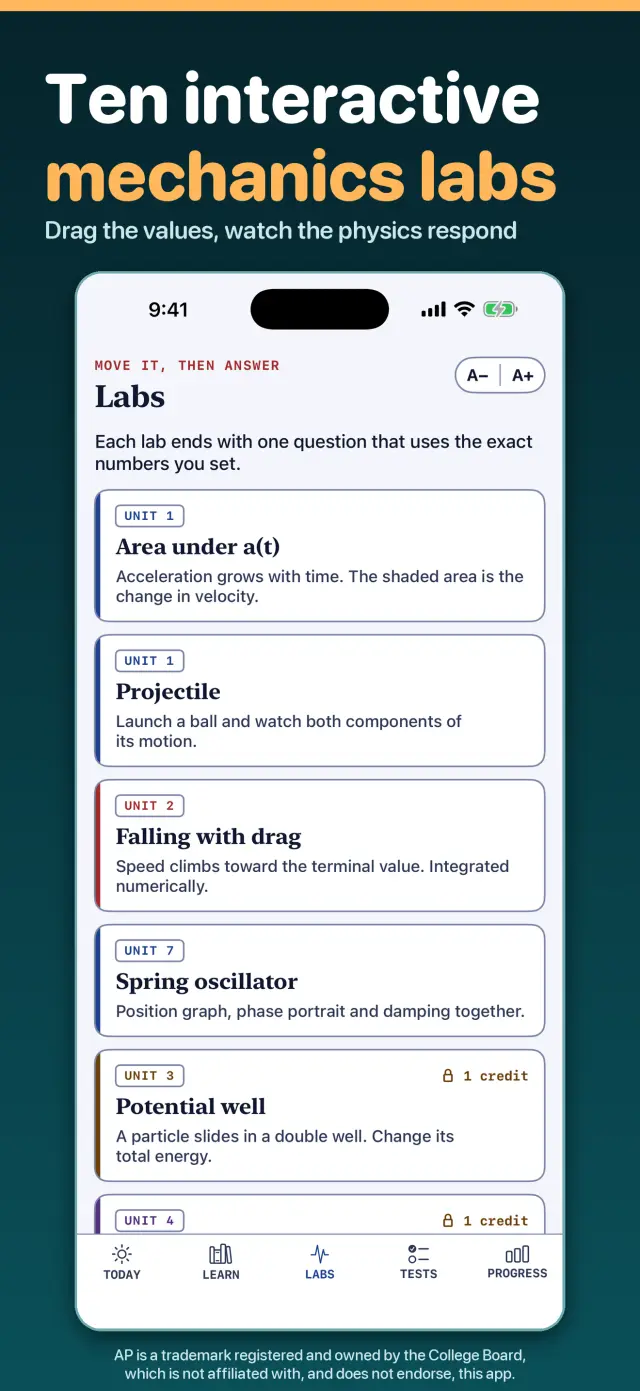 Ten interactive
mechanics labs
Drag the values, watch the physics respond
9:41
MOVE IT, THEN ANSWER
A− A+
Labs
Each lab ends with one question that uses the exact
numbers you set.
UNIT 1
Area under a(t)
Acceleration grows with time. The shaded area is the
change in velocity.
UNIT 1
Projectile
Launch a ball and watch both components of
its motion.
UNIT 2
Falling with drag
Speed climbs toward the terminal value. Integrated
numerically.
UNIT 7
Spring oscillator
Position graph, phase portrait and damping together.
UNIT 3 1 credit
Potential well
A particle slides in a double well. Change its
total energy.
UNIT 4 1 credit
TODAY LEARN LABS TESTS PROGRESS
AP is a trademark registered and owned by the College Board,
which is not affiliated with, and does not endorse, this app.